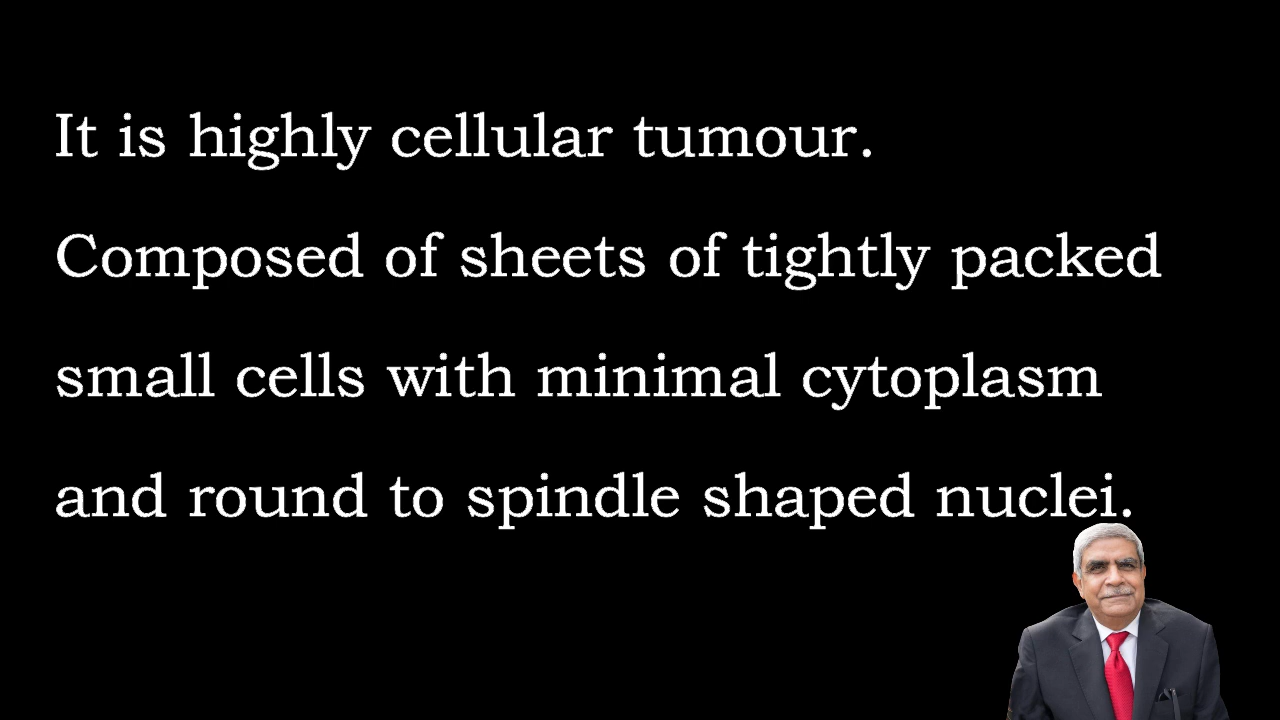 It is highly cellular tumour.
Composed of sheets of tightly packed
small cells with minimal cytoplasm
and round to spindle shaped nuclei.